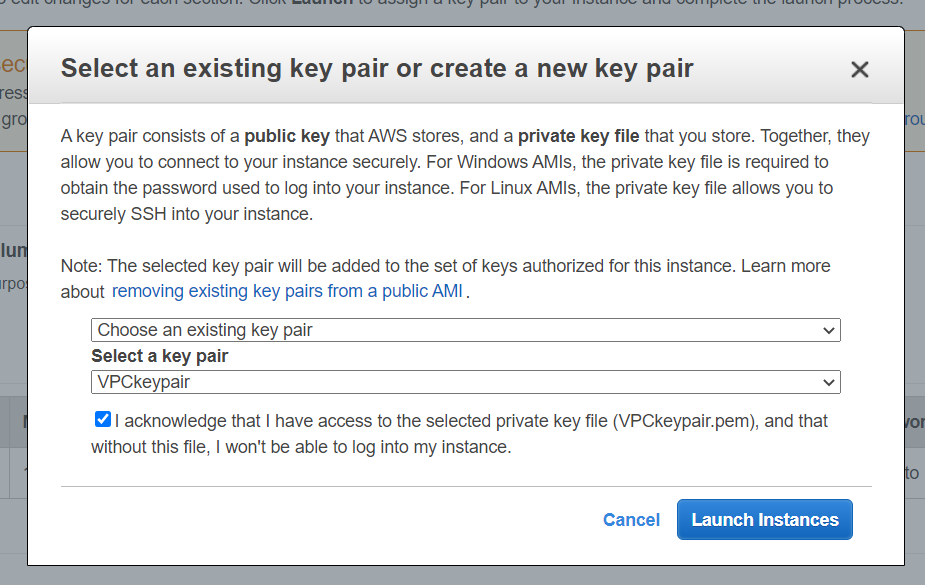 to edit changes for each section. Click Launch to assign a key pair to your instance and complete the launch process.
Select an existing key pair or create a new key pair
A key pair consists of a public key that AWS stores, and a private key file that you store. Together, they
allow you to connect to your instance securely. For Windows AMIs, the private key file is required to
obtain the password used to log into your instance. For Linux AMIs, the private key file allows you to
securely SSH into your instance.
Note: The selected key pair will be added to the set of keys authorized for this instance. Learn more
about removing existing key pairs from a public AMI .
Choose an existing key pair
Select a key pair
VPCkeypair
I acknowledge that I have access to the selected private key file (VPCkeypair.pem), and that
without this file, I won't be able to log into my instance.
Cancel Launch Instances
to